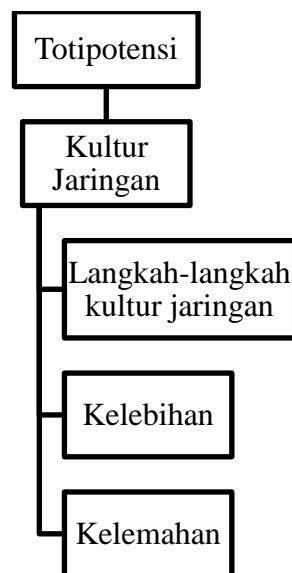 Totipotensi
Kultur
Jaringan
Langkah-langkah
kultur jaringan
Kelebihan
Kelemahan